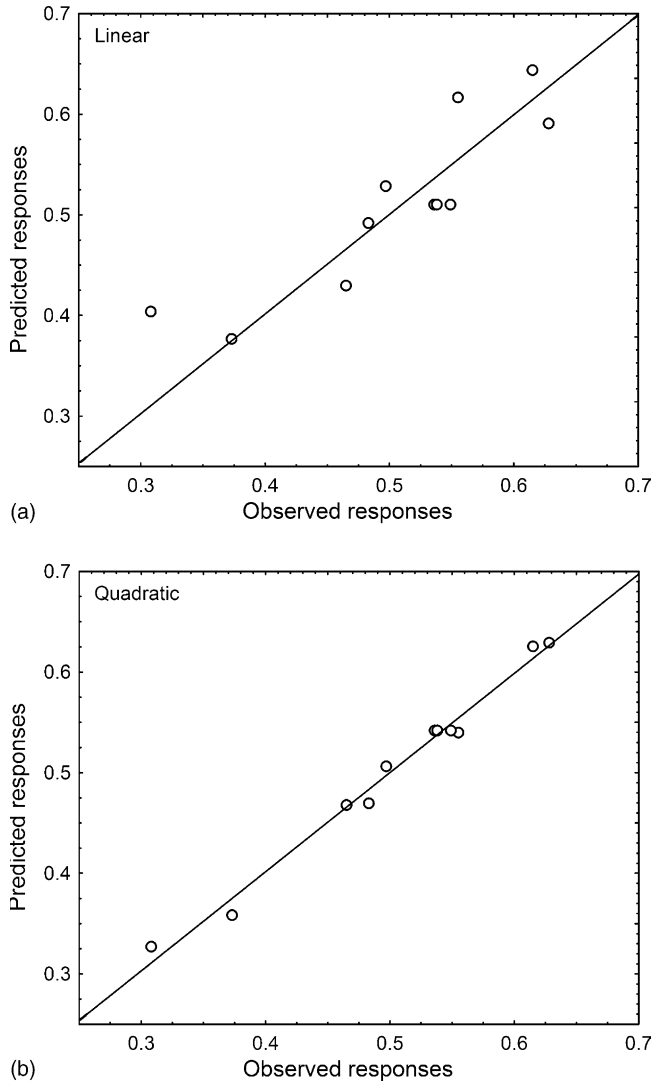 0.7
Linear
0.6
0.5
0.4
0.3
Predicted responses
0.3 0.4 0.5 0.6 0.7
(a) Observed responses
0.7
Quadratic
0.6
0.5
0.4
0.3
Predicted responses
0.3 0.4 0.5 0.6 0.7
(b) Observed responses